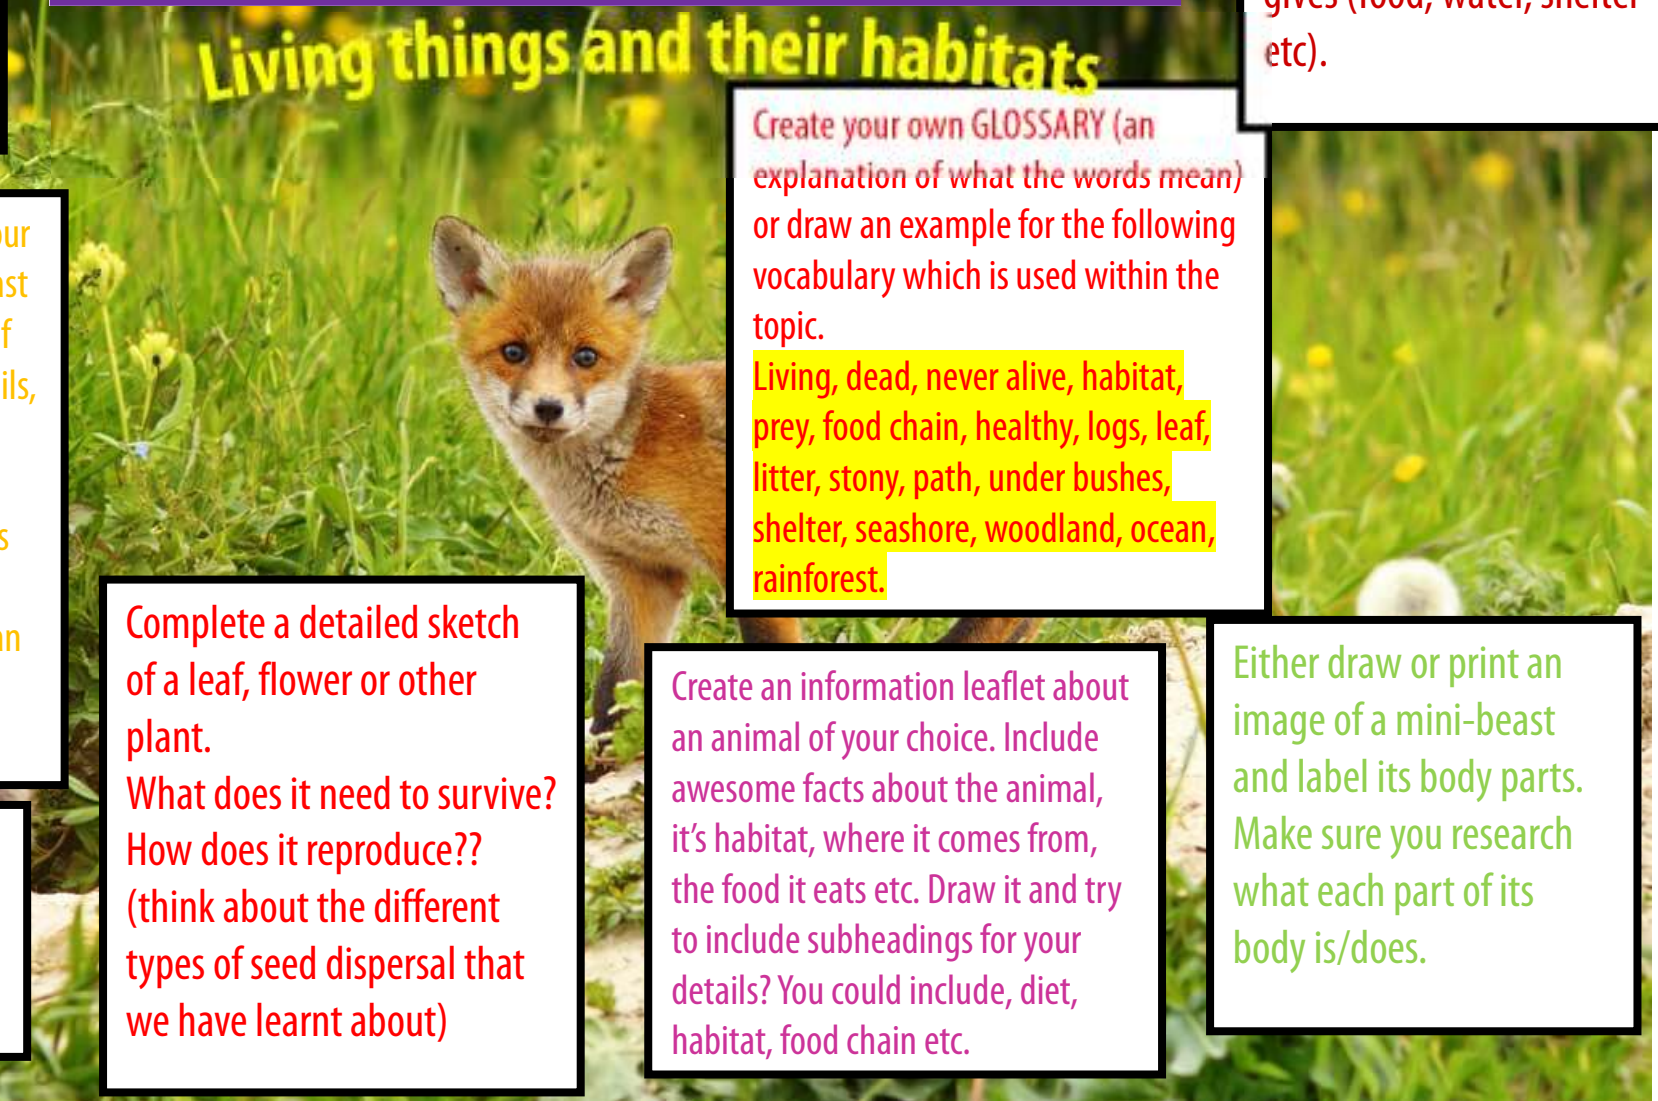 Living things and their habitats
gives (food, water, shelter
etc).
Create your own GLOSSARY (an
explanation of what the words mean)
or draw an example for the following
vocabulary which is used within the
topic.
Living, dead, never alive, habitat,
prey, food chain, healthy, logs, leaf,
litter, stony, path, under bushes,
shelter, seashore, woodland, ocean,
rainforest.
Complete a detailed sketch
of a leaf, flower or other
plant.
What does it need to survive?
How does it reproduce??
(think about the different
types of seed dispersal that
we have learnt about)
Create an information leaflet about
an animal of your choice. Include
awesome facts about the animal,
it’s habitat, where it comes from,
the food it eats etc. Draw it and try
to include subheadings for your
details? You could include, diet,
habitat, food chain etc.
Either draw or print an
image of a mini-beast
and label its body parts.
Make sure you research
what each part of its
body is/does.